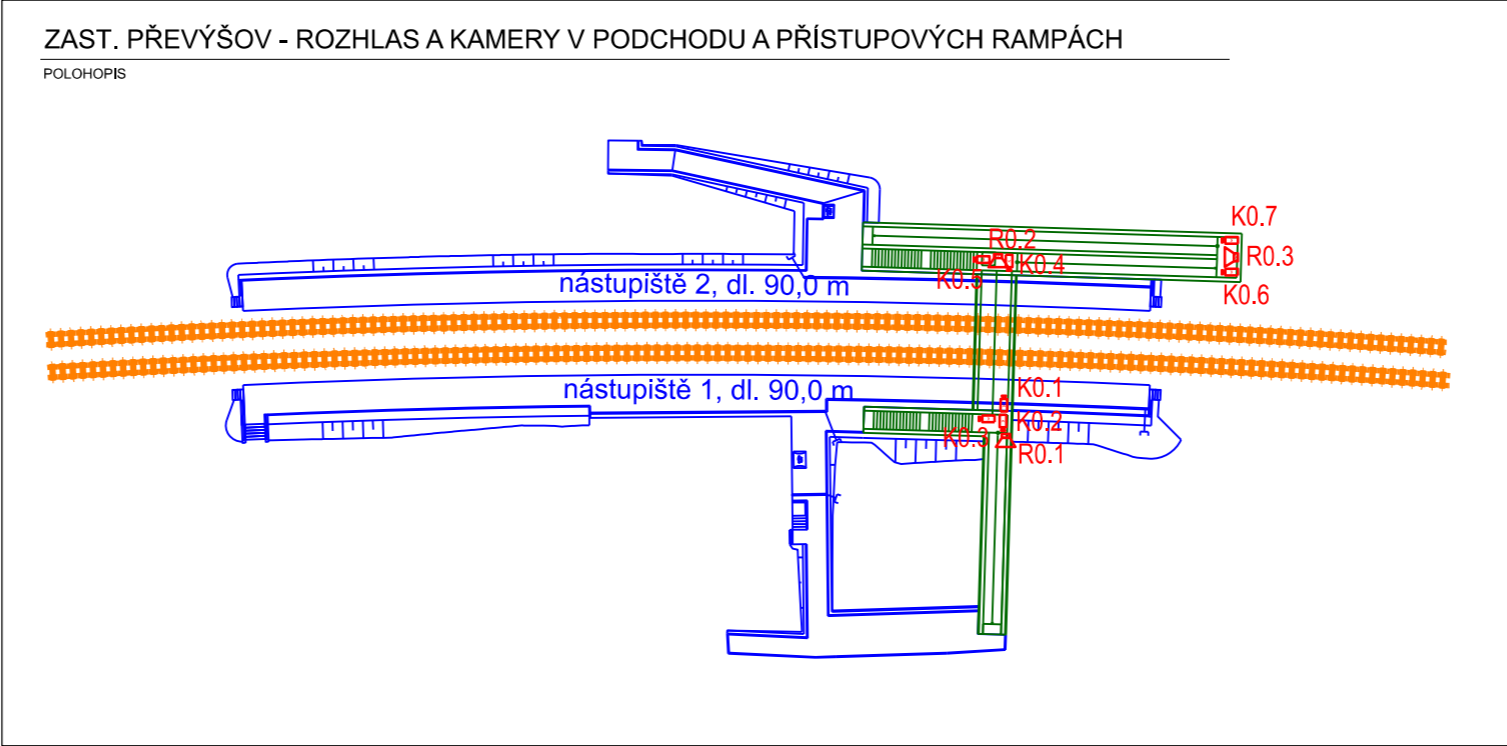 ZAST. PŘEVÝŠOV - ROZHLAS A KAMERY V PODCHODU A PŘÍSTUPOVÝCH RAMPÁCH
POLOHOPIS
K0.7
R0.2
R0.3
K0.4
K0.5
K0.6
nástupiště 2, dl. 90,0 m
nástupiště 1, dl. 90,0 m
K0.1
K0.2
K0.3
R0.1